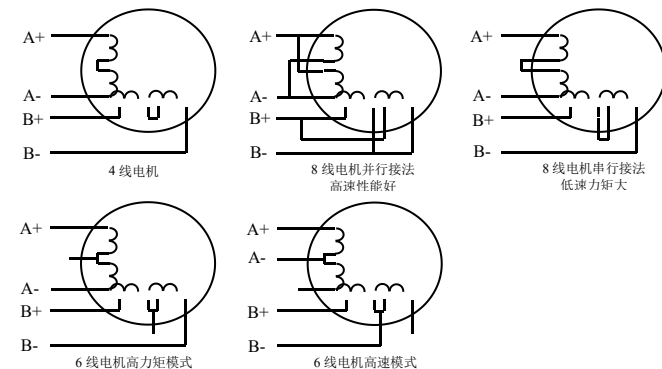 A+
A-
B+
B-
4 线电机
A+
A-
B+
B-
8 线电机并行接法
高速性能好
A+
A-
B+
B-
8 线电机串行接法
低速力矩大
A+
A-
B+
B-
6 线电机高力矩模式
A+
A-
B+
B-
6 线电机高速模式